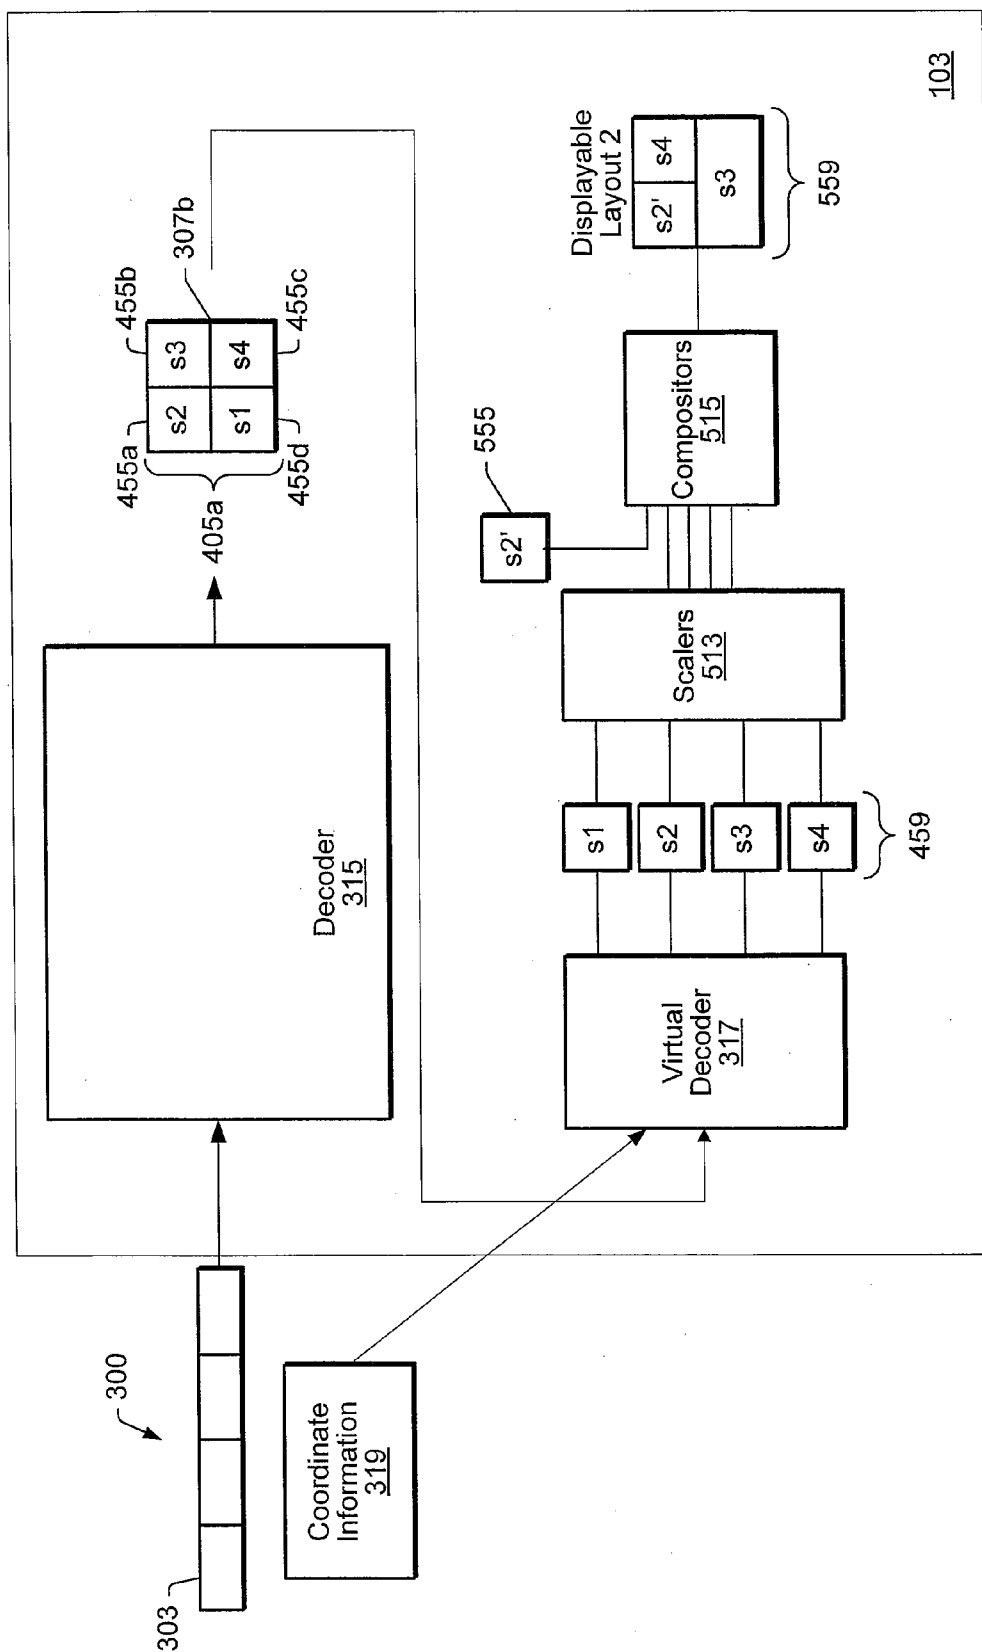 300
303
Coordinate
Information
319
Decoder
315
405a
455a
455b
s2
s3
s1
s4
455d
455c
307b
Virtual
Decoder
317
s1
s2
s3
s4
459
Scalers
513
s2'
555
Compositors
515
Displayable
Layout 2
s2'
s4
s3
559
103